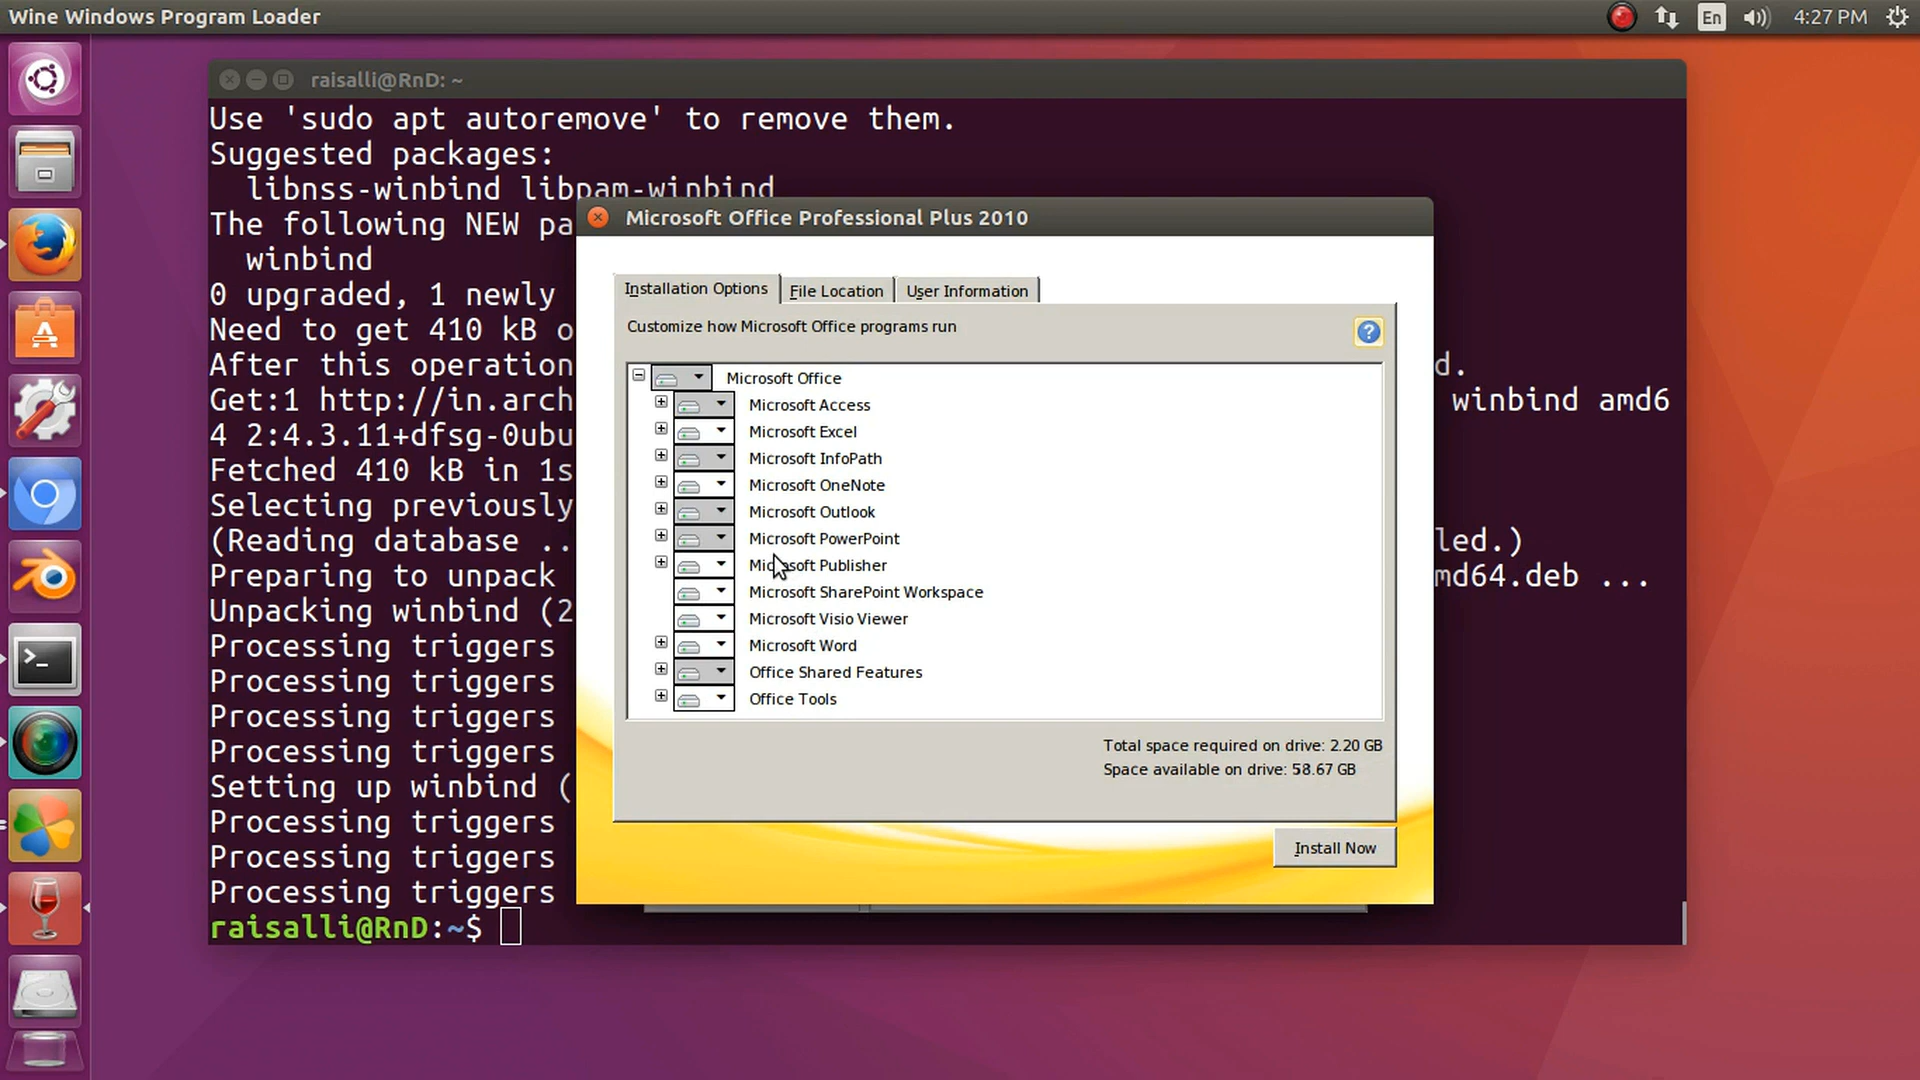 Wine Windows Program Loader
En
4:27 PM
raisalli@RnD: ~
Use 'sudo apt autoremove' to remove them.
Suggested packages:
libnss-winbind libpam-winbind
The following NEW pa
winbind
0 upgraded, 1 newly
Need to get 410 kB o
After this operation
d.
Get:1 http://in.arch
winbind amd6
4 2:4.3.11+dfsg-0ubu
Fetched 410 kB in 1s
Selecting previously
(Reading database ..
led.)
Preparing to unpack
md64.deb ...
Unpacking winbind (2
Processing triggers
Processing triggers
Processing triggers
Processing triggers
Setting up winbind (
Processing triggers
Processing triggers
Processing triggers
raisalli@RnD:~$
Microsoft Office Professional Plus 2010
Installation Options
File Location
User Information
Customize how Microsoft Office programs run
?
Microsoft Office
Microsoft Access
Microsoft Excel
Microsoft InfoPath
Microsoft OneNote
Microsoft Outlook
Microsoft PowerPoint
Microsoft Publisher
Microsoft SharePoint Workspace
Microsoft Visio Viewer
Microsoft Word
Office Shared Features
Office Tools
Total space required on drive: 2.20 GB
Space available on drive: 58.67 GB
Install Now